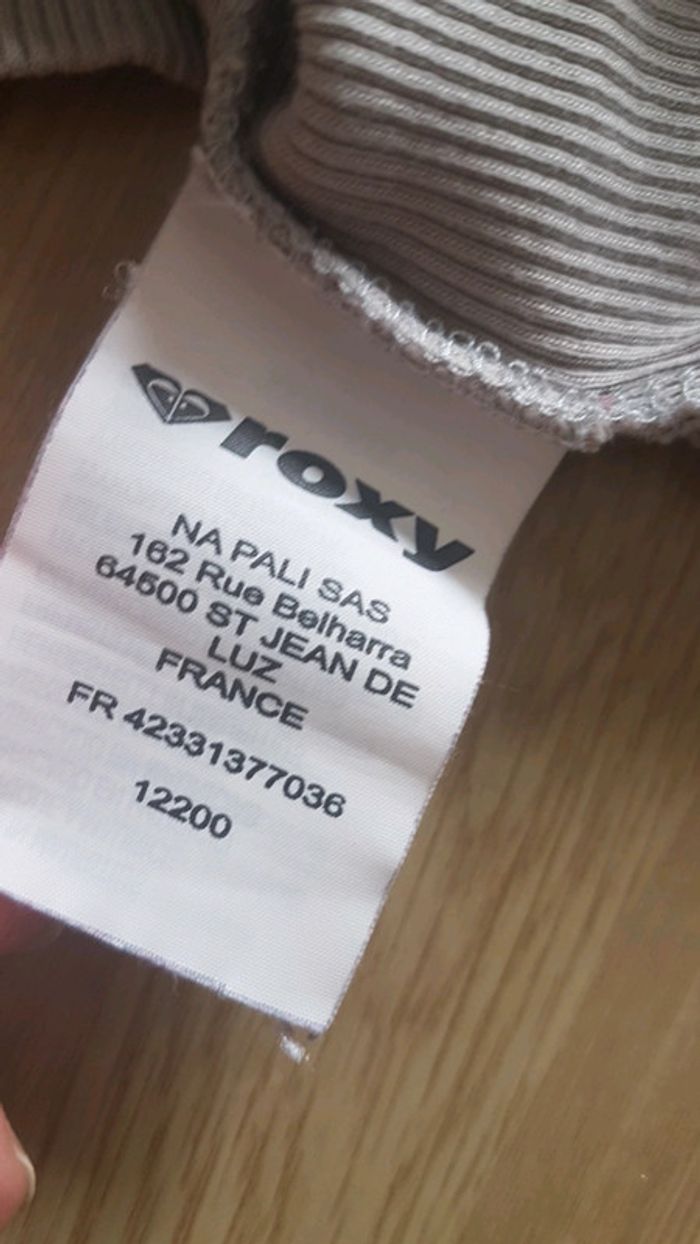 roxy
NA PALI SAS
162 Rue Belharra
64500 ST JEAN DE
LUZ
FRANCE
FR 42331377036
12200